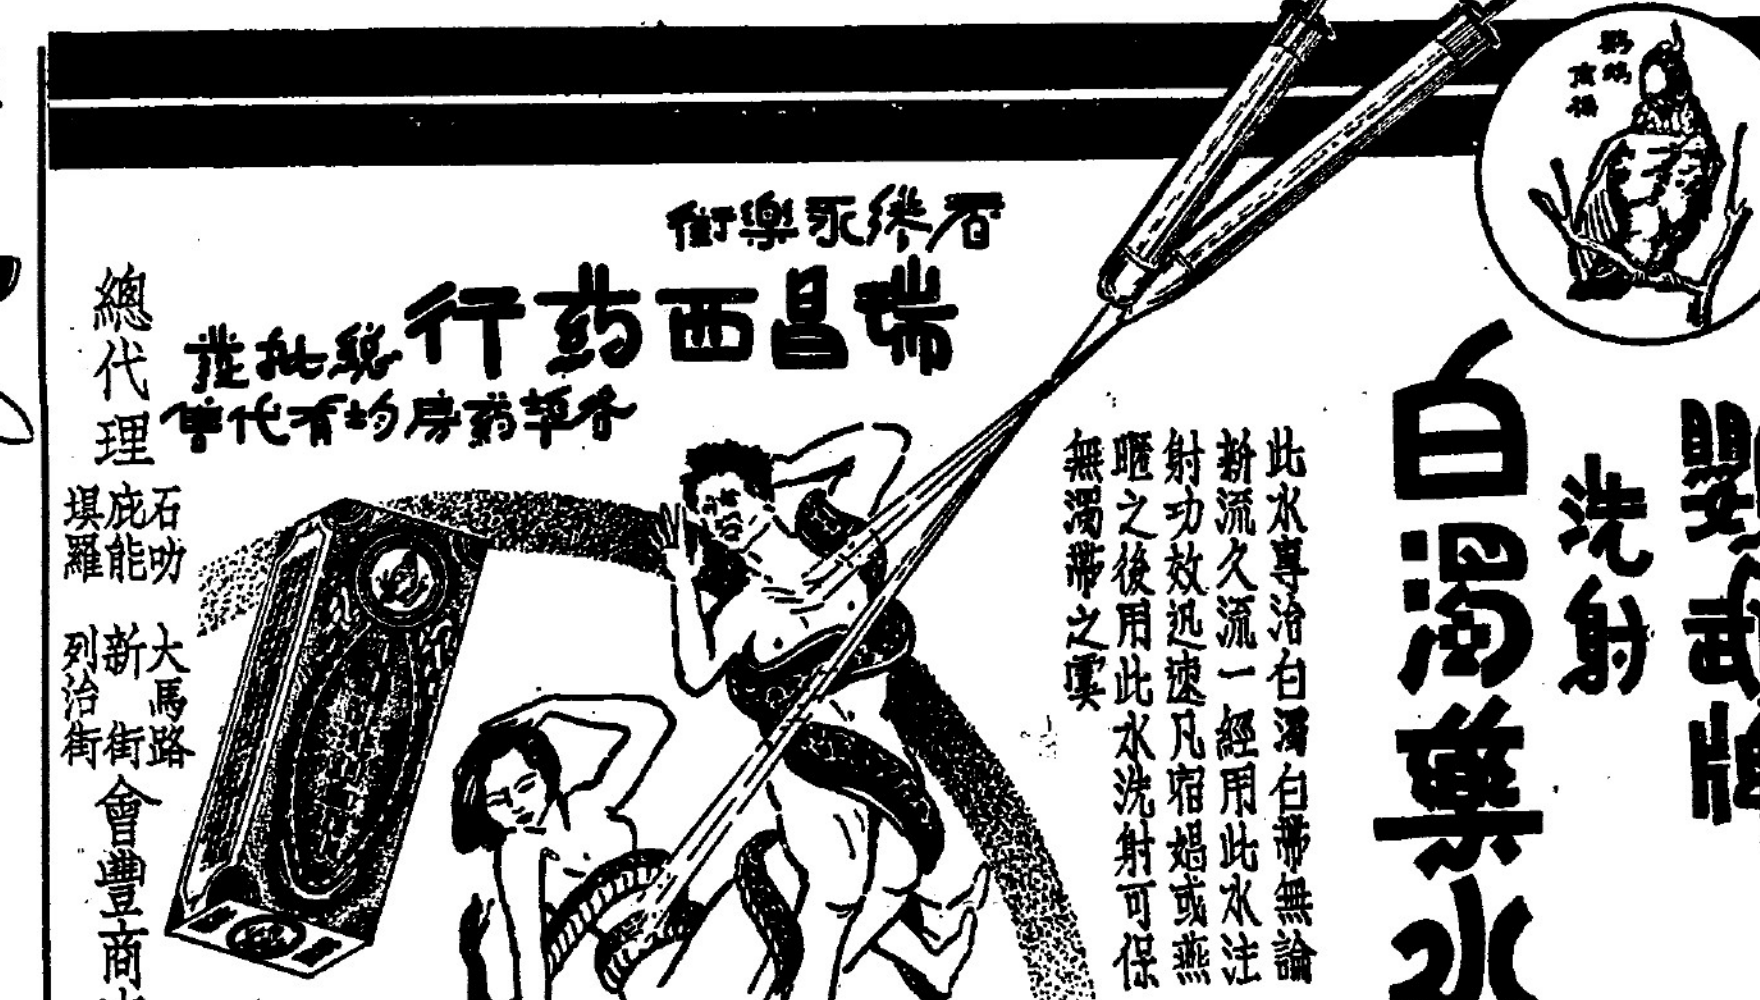 鸚鵡
商標
鸚鵡牌
洗射
白濁藥水
此水專治白濁白帶無論
新流久流一經用此水注
射功效迅速凡宿娼或燕
暱之後用此水洗射可保
無濁帶之虞
香港永樂街
瑞昌西葯行總批發
各埠葯房均有代售
總代理
石叻 大馬路
庇能 新街
埧羅 列治街
會豐商